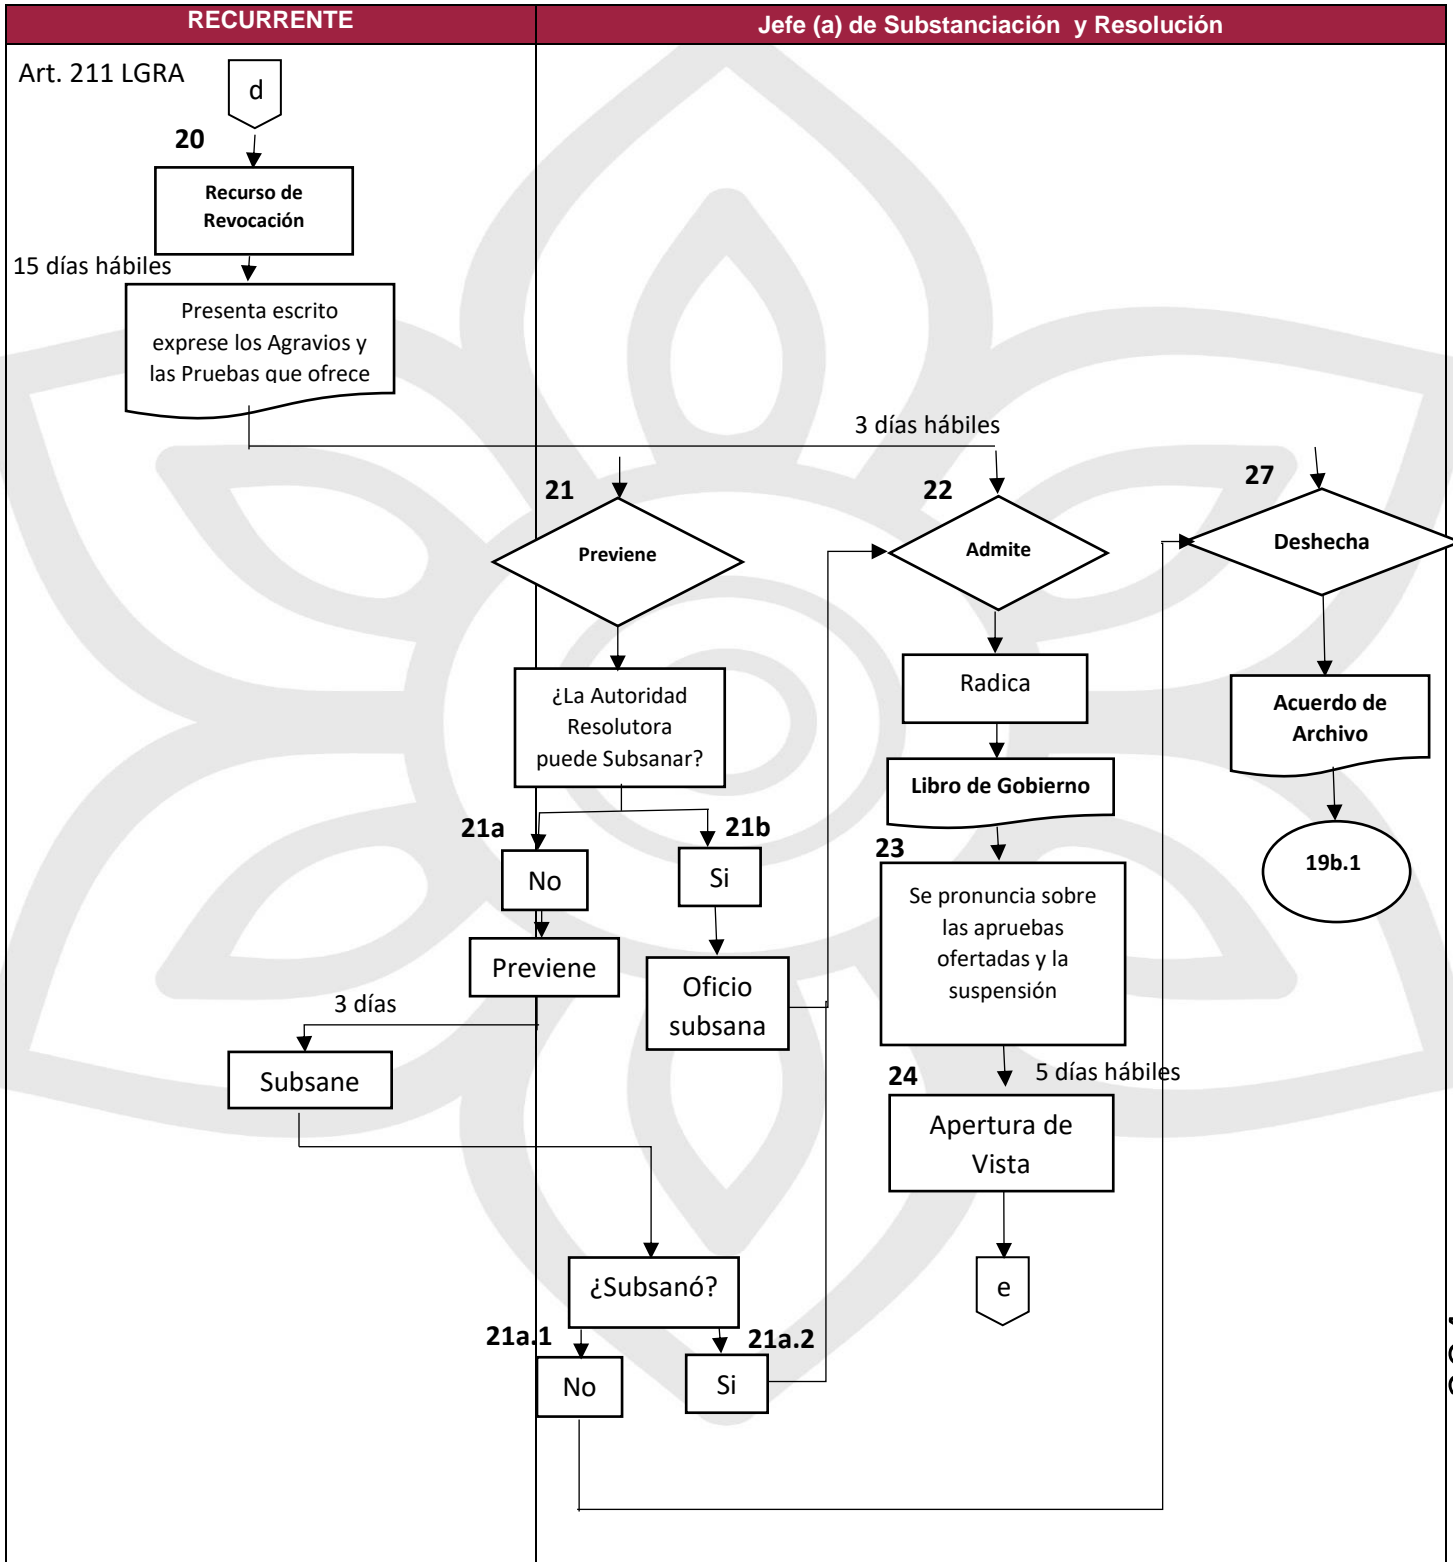 RECURRENTE
Jefe (a) de Substanciación y Resolución
Art. 211 LGRA
d
20
Recurso de
Revocación
15 días hábiles
Presenta escrito
exprese los Agravios y
las Pruebas que ofrece
3 días hábiles
21
22
27
Previene
Admite
Deshecha
¿La Autoridad
Resolutora
puede Subsanar?
Radica
Acuerdo de
Archivo
Libro de Gobierno
21a
21b
23
19b.1
No
Si
Se pronuncia sobre
las apruebas
ofertadas y la
suspensión
Previene
Oficio
subsana
3 días
Subsane
24
5 días hábiles
Apertura de
Vista
¿Subsanó?
e
21a.1
21a.2
No
Si